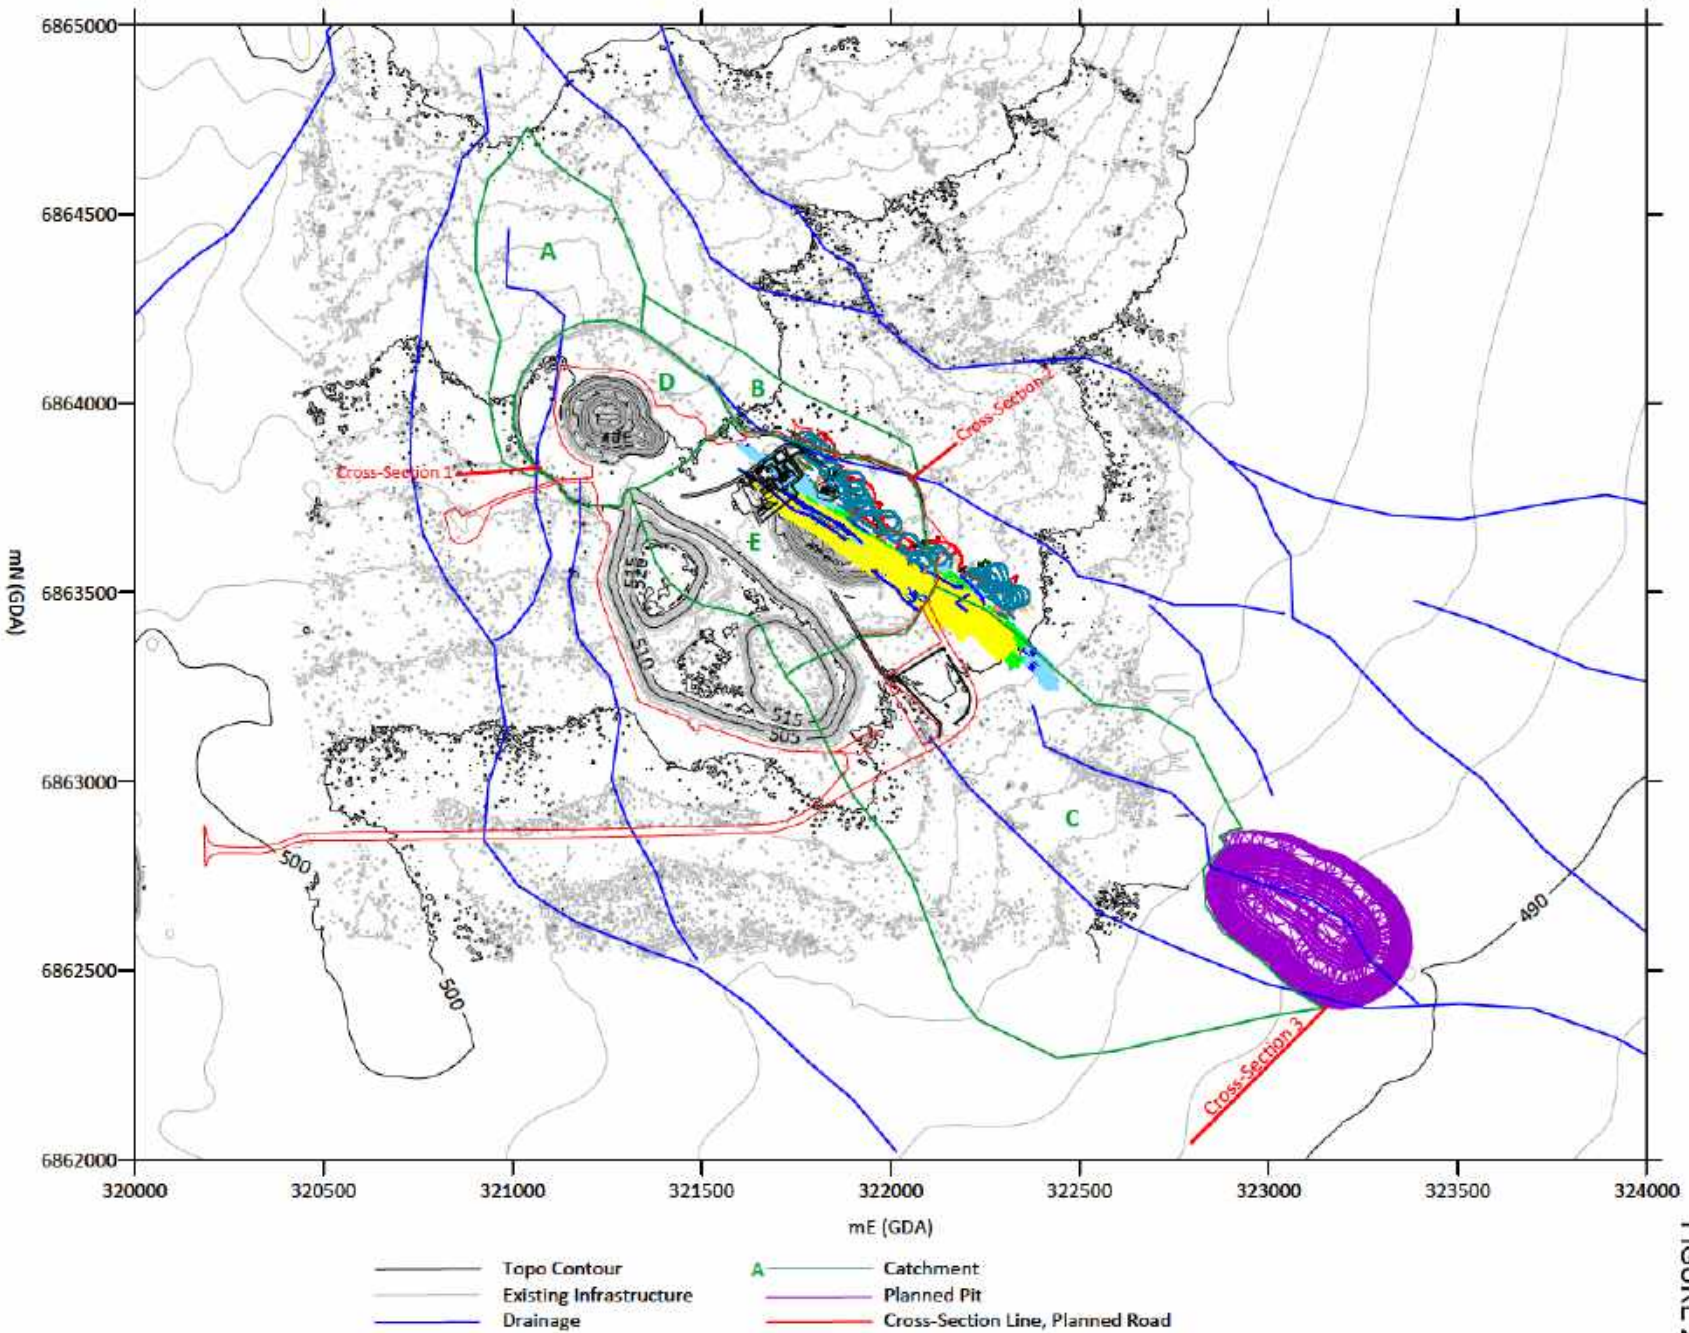 6865000
6864500
6864000
6863500
6863000
6862500
6862000
mN (GDA)
A
D
B
Cross-Section 2
Cross-Section 1
E
515
520
510
515
505
C
500
500
490
Cross-Section 3
320000 320500 321000 321500 322000 322500 323000 323500 324000
mE (GDA)
Topo Contour
Existing Infrastructure
Drainage
A Catchment
Planned Pit
Cross-Section Line, Planned Road